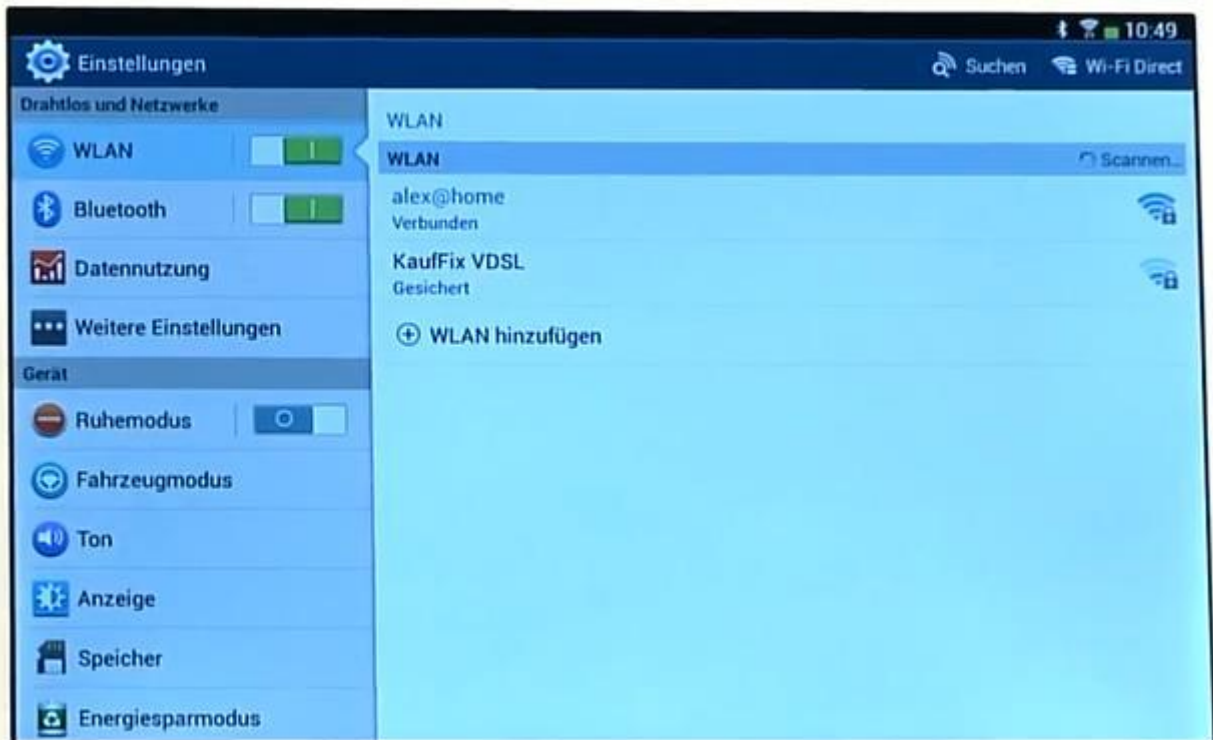 10:49
Einstellungen
Suchen
Wi-Fi Direct
Drahtlos und Netzwerke
WLAN
Bluetooth
Datennutzung
Weitere Einstellungen
Gerät
Ruhemodus
Fahrzeugmodus
Ton
Anzeige
Speicher
Energiesparmodus
WLAN
WLAN
Scannen...
alex@home
Verbunden
KaufFix VDSL
Gesichert
WLAN hinzufügen